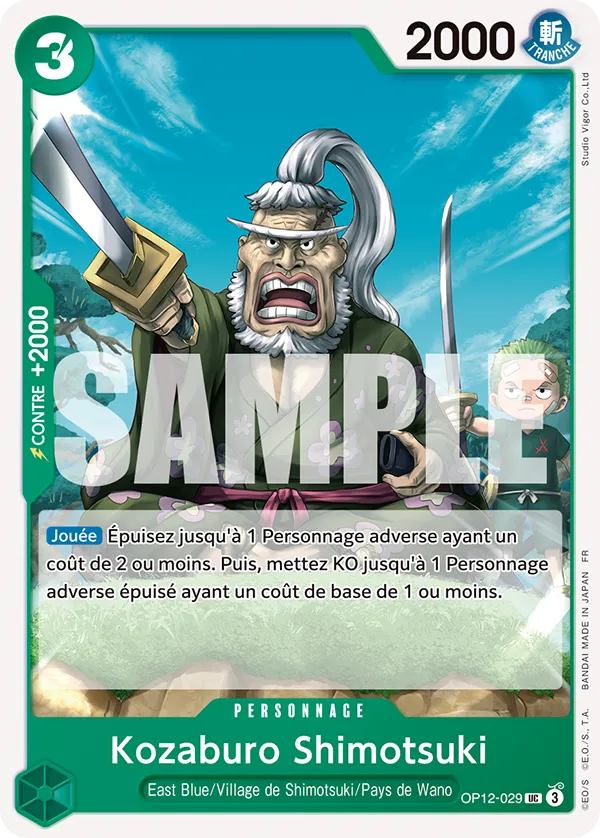 3
2000
斬
TRANCHE
Studio Vigor Co.,Ltd
CONTRE +2000
SAMPLE
Jouée Épuisez jusqu'à 1 Personnage adverse ayant un
coût de 2 ou moins. Puis, mettez KO jusqu'à 1 Personnage
adverse épuisé ayant un coût de base de 1 ou moins.
©E.O/S ©E.O./S., T.A. BANDAI MADE IN JAPAN FR
PERSONNAGE
Kozaburo Shimotsuki
East Blue/Village de Shimotsuki/Pays de Wano
OP12-029 UC 3